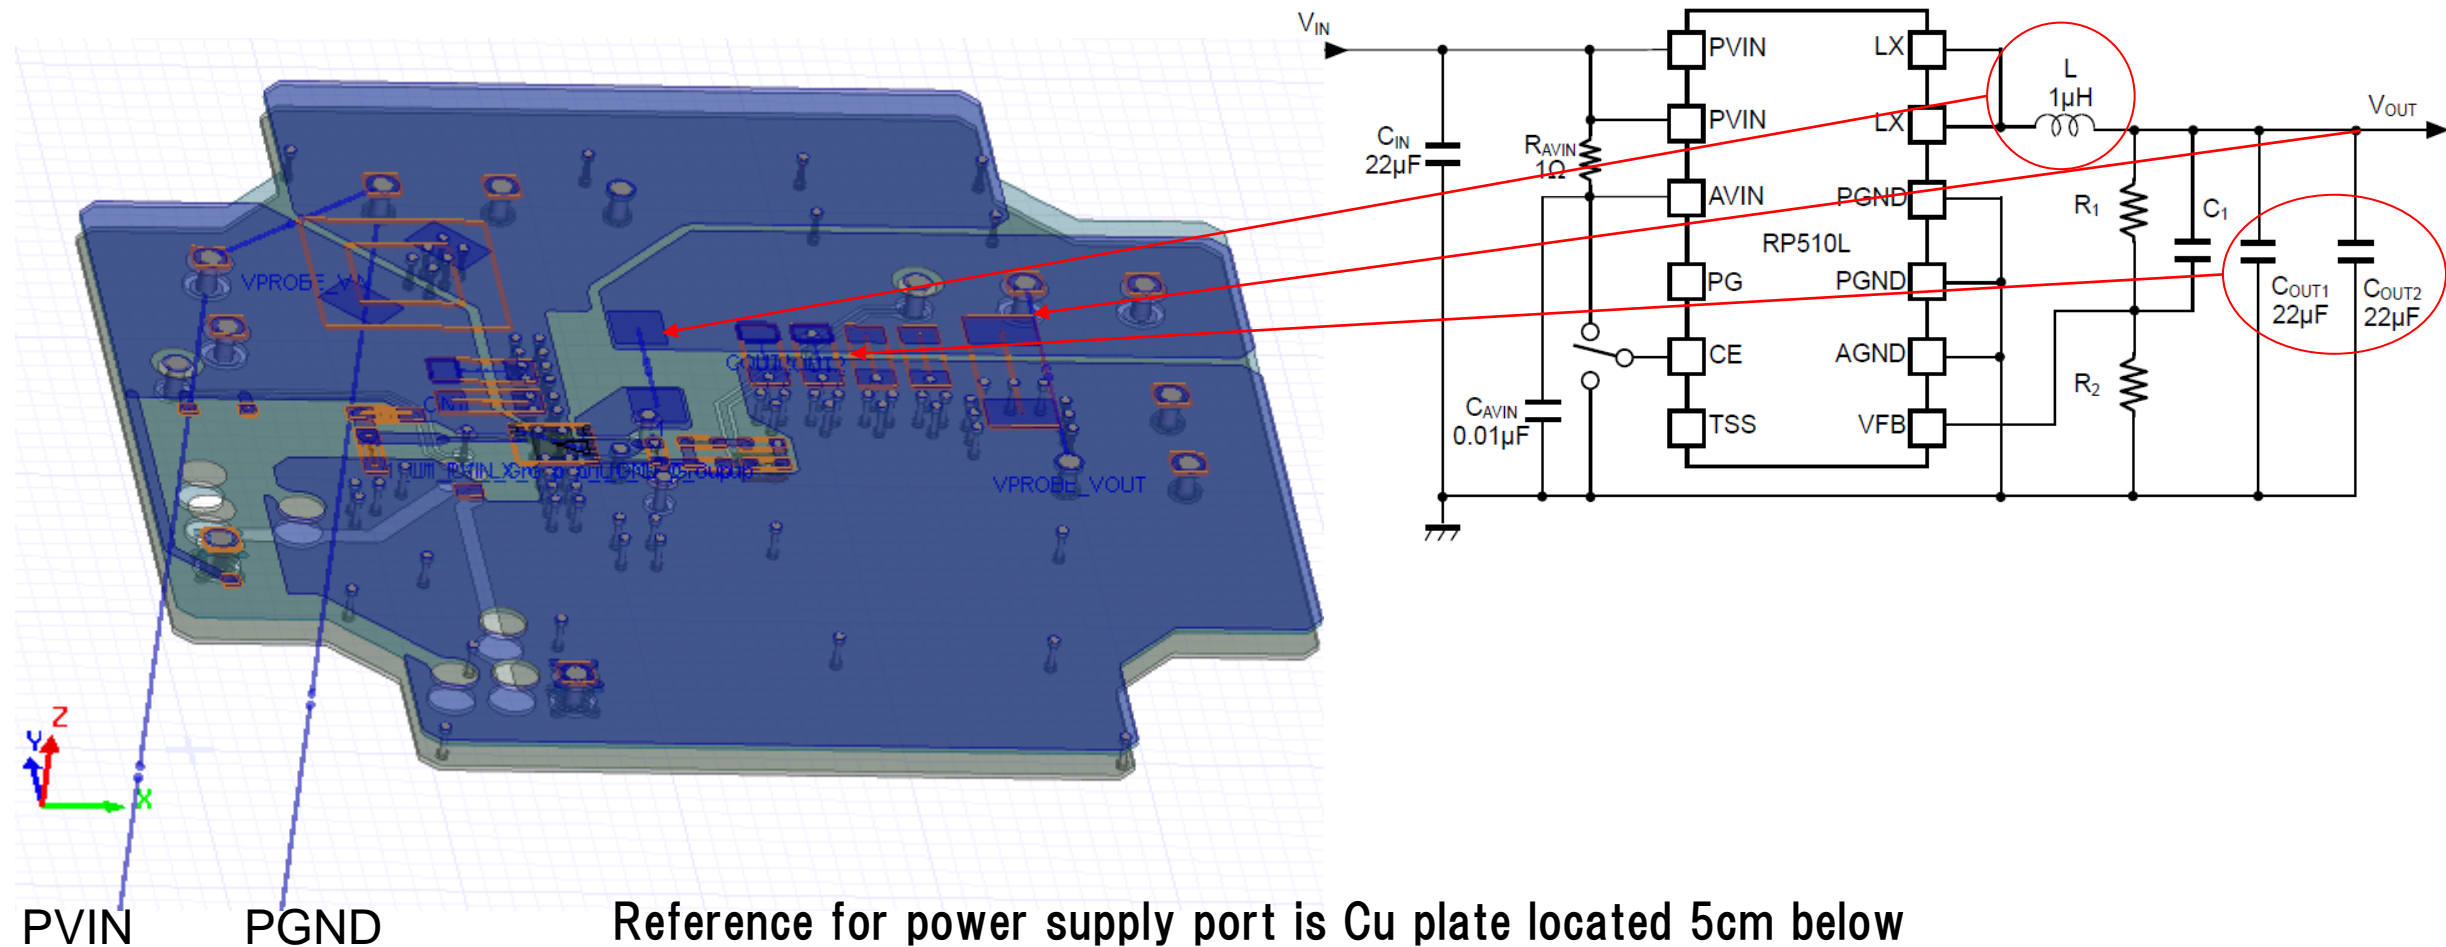 VIN
PVIN
LX
L
1μH
VOUT
CIN
22μF
RAVIN
1Ω
PVIN
LX
AVIN
PGND
R1
C1
RP510L
PG
PGND
COUT1
22μF
COUT2
22μF
CE
AGND
R2
CAVIN
0.01μF
TSS
VFB
VPROBE_VIN
VPROBE_VOUT
Z
Y
X
PVIN
PGND
Reference for power supply port is Cu plate located 5cm below